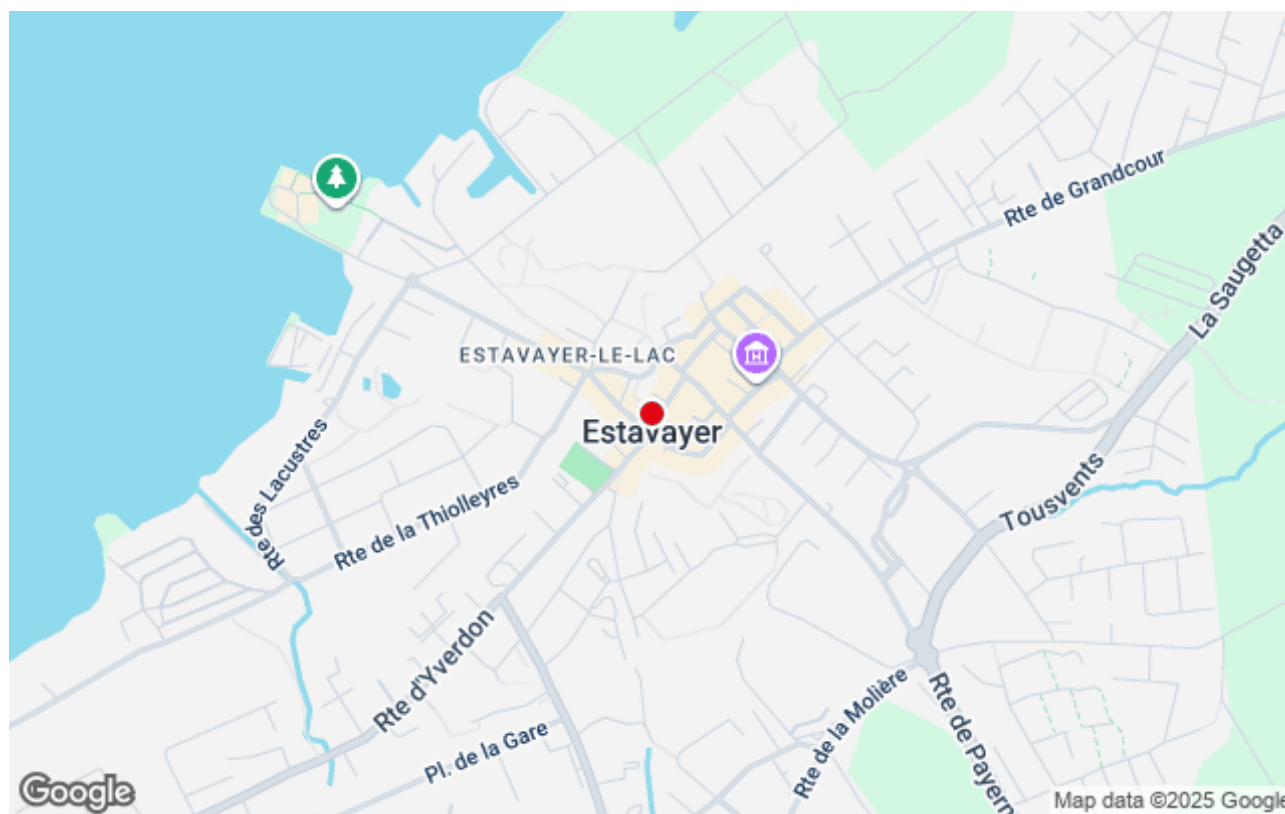 Rte de Grandcour
La Saugetta
ESTAVAYER-LE-LAC
Estavayer
Rte des Lacustres
Rte de la Thiolleyres
Tousvents
Rte d'Yverdon
Rte de la Molière
Rte de Payern
Pl. de la Gare
Google
Map data ©2025 Google